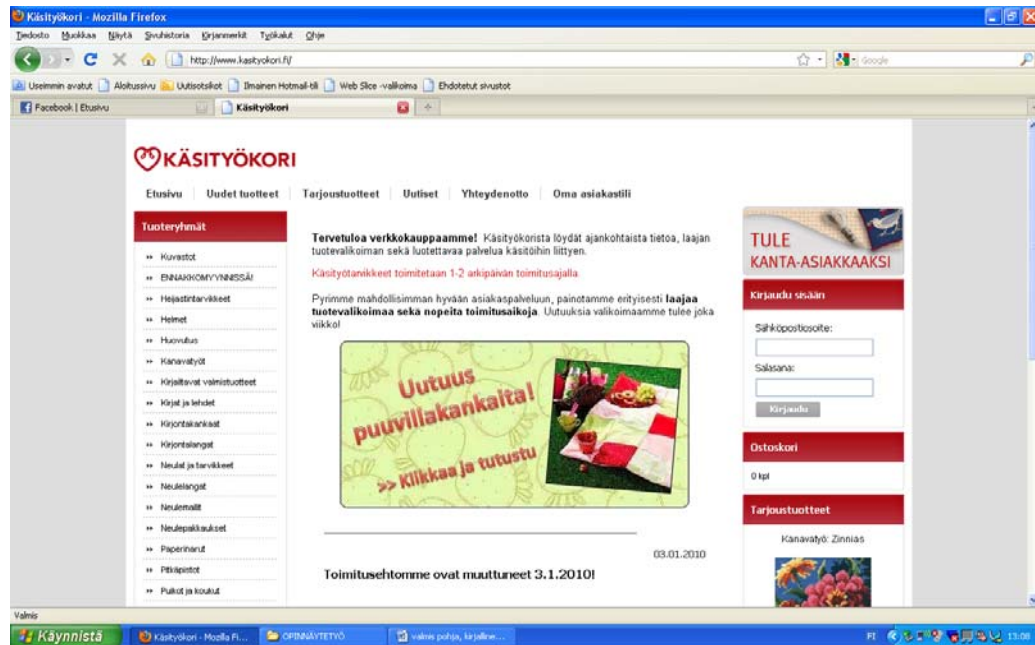 Käsityökori - Mozilla Firefox
Tiedosto Muokkaa Näytä Sivuhistoria Kirjanmerkit Työkalut Ohje
http://www.kasityokori.fi/
Google
Useimmin avatut Aloitussivu Uutisotsikot Ilmainen Hotmail-tili Web Slice -valikoima Ehdotetut sivustot
Facebook | Etusivu Käsityökori
KÄSITYÖKORI
Etusivu Uudet tuotteet Tarjoustuotteet Uutiset Yhteydenotto Oma asiakastili
Tuoteryhmät
Kuvastot
ENNAKKOMYYNNISSÄ!
Heijastintarvikkeet
Helmet
Huovutus
Kanavatyöt
Kirjailtavat valmistuotteet
Kirjat ja lehdet
Kirjontakankaat
Kirjontalangat
Neulat ja tarvikkeet
Neulelangat
Neulemallit
Neulepakkaukset
Paperinarut
Pitkäpistot
Puikot ja koukut
Tervetuloa verkkokauppaamme! Käsityökorista löydät ajankohtaista tietoa, laajan
tuotevalikoiman sekä luotettavaa palvelua käsitöihin liittyen.
Käsityötarvikkeet toimitetaan 1-2 arkipäivän toimitusajalla.
Pyrimme mahdollisimman hyvään asiakaspalveluun, painotamme erityisesti laajaa
tuotevalikoimaa sekä nopeita toimitusaikoja. Uutuuksia valikoimaamme tulee joka
viikko!
Uutuus
puuvillakankaita!
>> Klikkaa ja tutustu
03.01.2010
Toimitusehtomme ovat muuttuneet 3.1.2010!
TULE
KANTA-ASIAKKAAKSI
Kirjaudu sisään
Sähköpostiosoite:
Salasana:
Kirjaudu
Ostoskori
0 kpl
Tarjoustuotteet
Kanavatyö: Zinnias
Valmis
Käynnistä Käsityökori - Mozilla Fi... OPINNÄYTETYÖ valmis pohja, kirjalline... FI 13:08